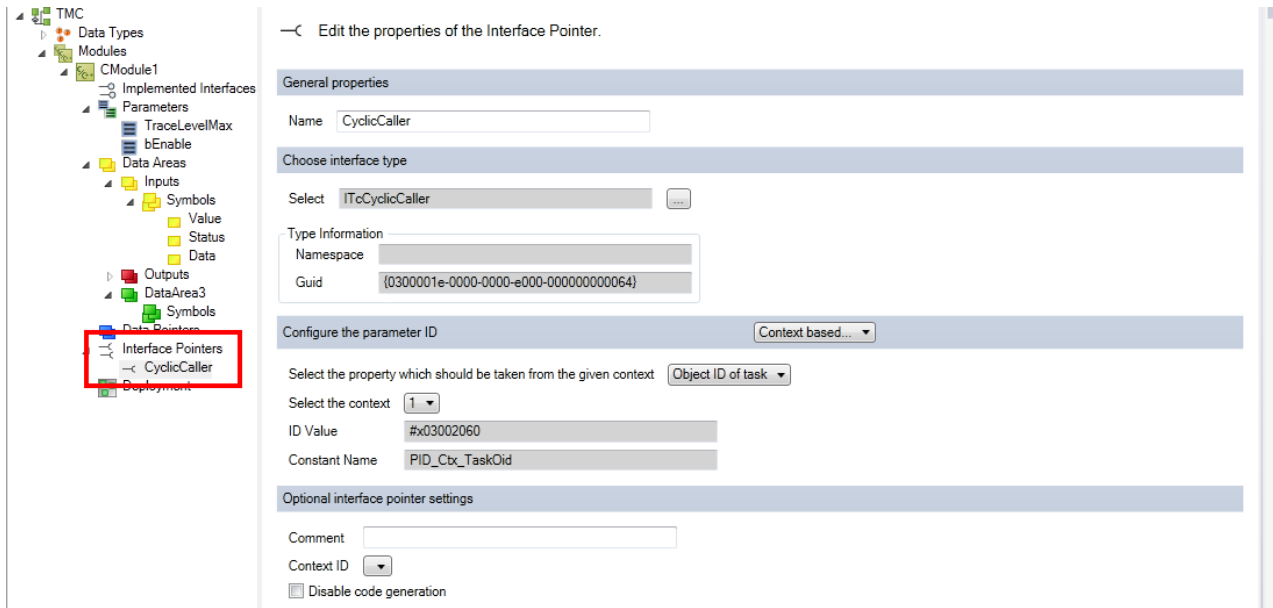 TMC
Data Types
Modules
CModule1
Implemented Interfaces
Parameters
TraceLevelMax
bEnable
Data Areas
Inputs
Symbols
Value
Status
Data
Outputs
DataArea3
Symbols
Data Pointers
Interface Pointers
CyclicCaller
Deployment
Edit the properties of the Interface Pointer.
General properties
Name CyclicCaller
Choose interface type
Select ITcCyclicCaller ...
Type Information
Namespace
Guid {0300001e-0000-0000-e000-000000000064}
Configure the parameter ID Context based...
Select the property which should be taken from the given context Object ID of task
Select the context 1
ID Value #x03002060
Constant Name PID_Ctx_TaskOid
Optional interface pointer settings
Comment
Context ID
Disable code generation